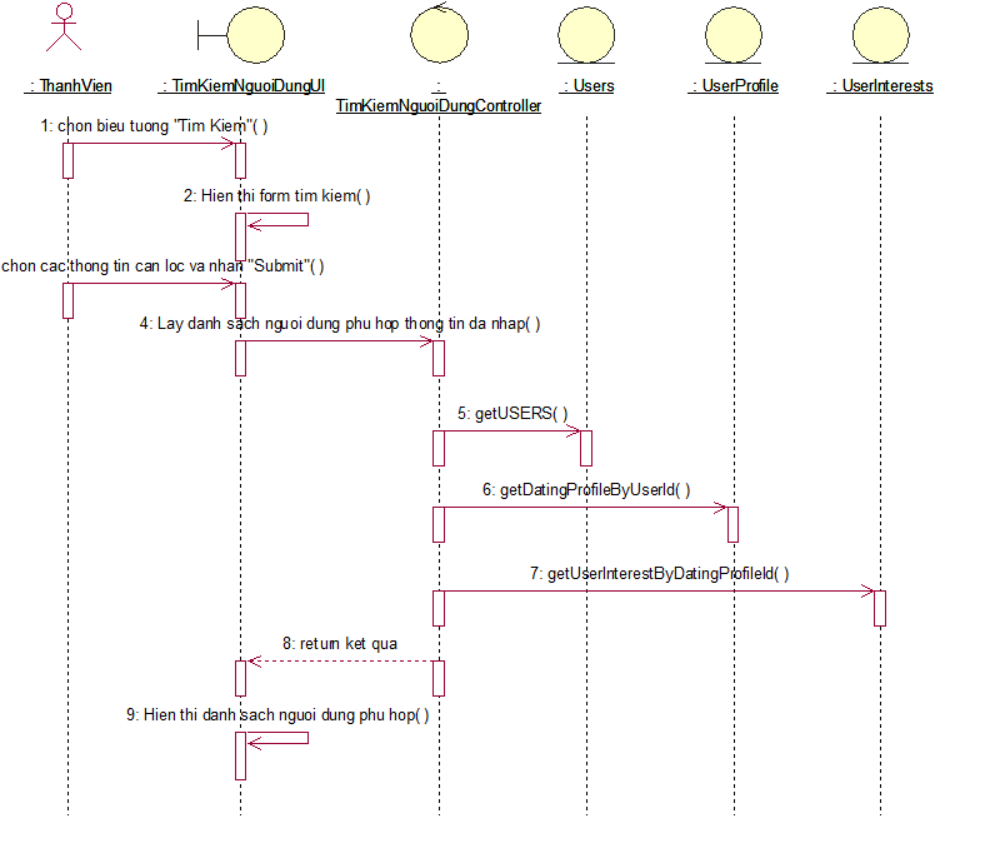 : ThanhVien
: TimKiemNguoiDungUI
:
TimKiemNguoiDungController
: Users
: UserProfile
: UserInterests
1: chon bieu tuong "Tim Kiem"( )
2: Hien thi form tim kiem( )
chon cac thong tin can loc va nhan "Submit"( )
4: Lay danh sach nguoi dung phu hop thong tin da nhap( )
5: getUSERS( )
6: getDatingProfileByUserId( )
7: getUserInterestByDatingProfileId( )
8: return ket qua
9: Hien thi danh sach nguoi dung phu hop( )